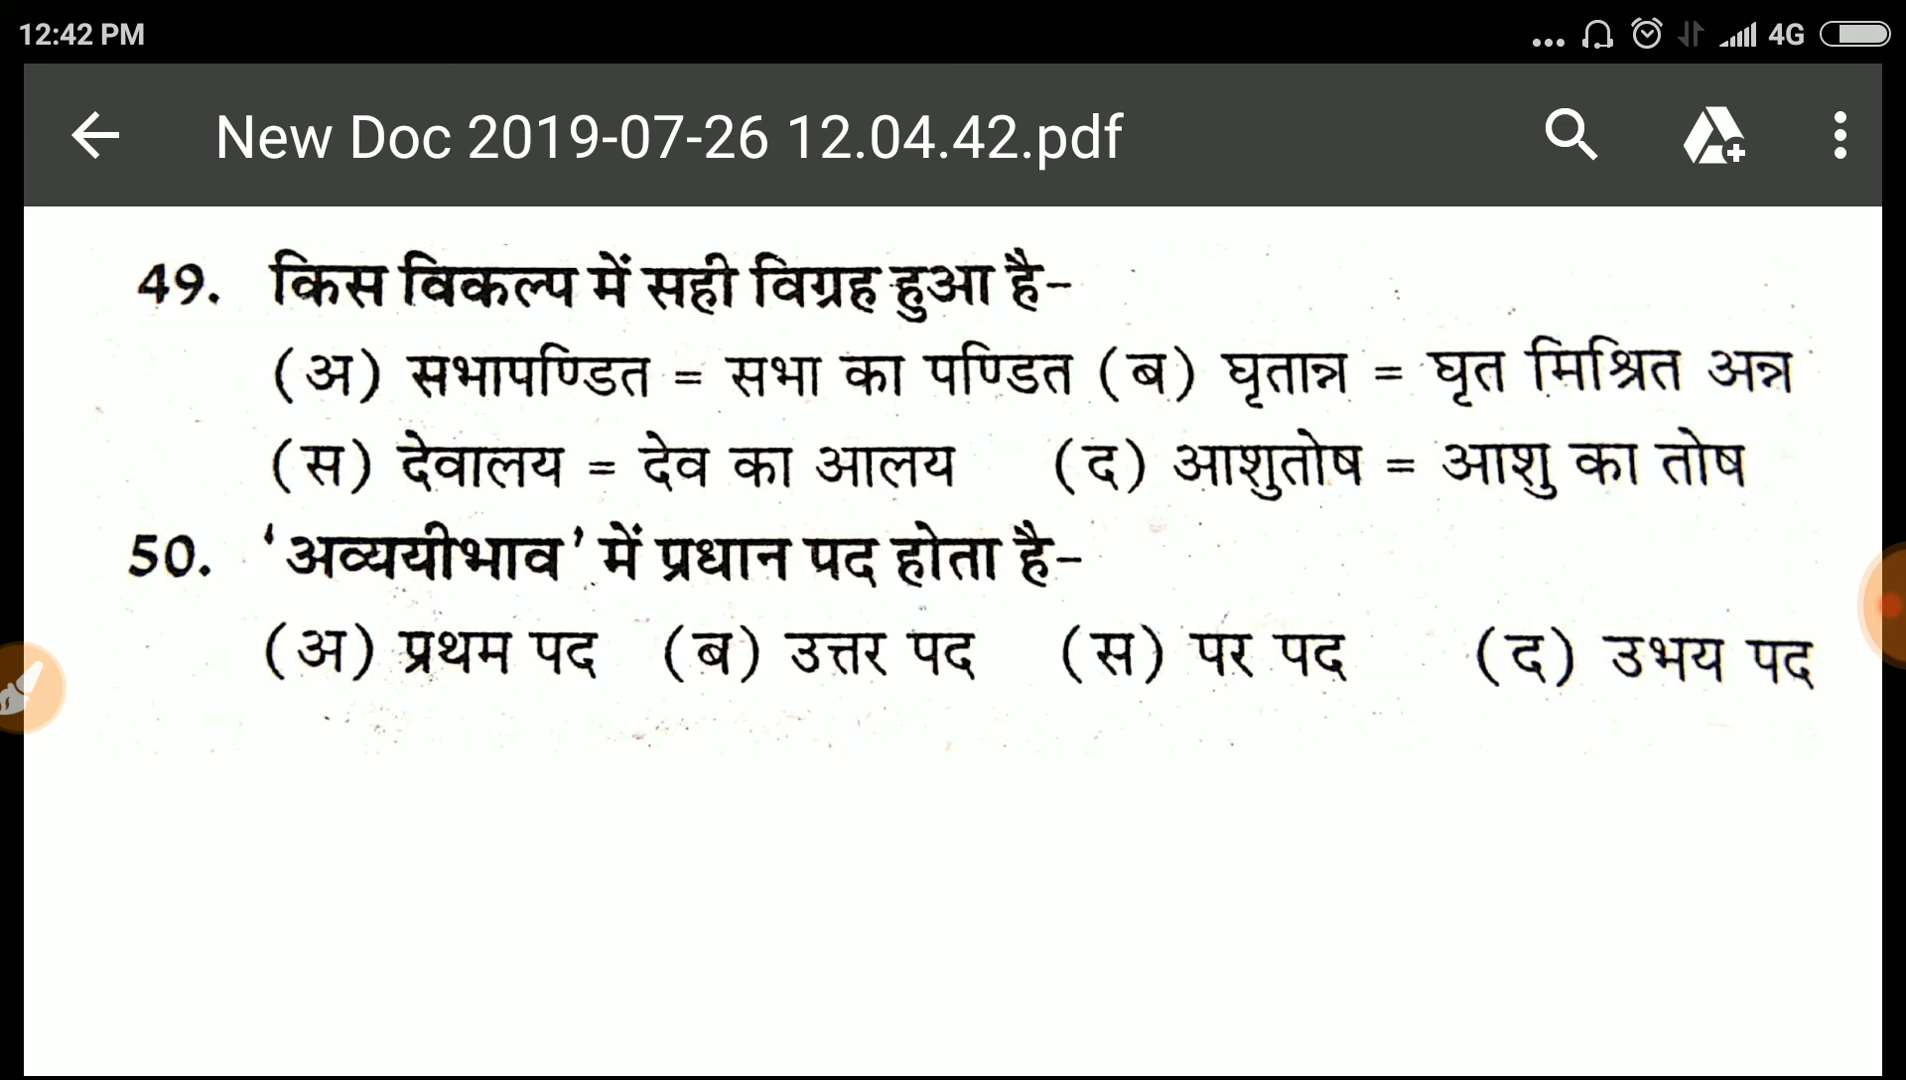 12:42 PM ... 4G
New Doc 2019-07-26 12.04.42.pdf
49. किस विकल्प में सही विग्रह हुआ है-
(अ) सभापण्डित = सभा का पण्डित (ब) घृतान्न = घृत मिश्रित अन्न
(स) देवालय = देव का आलय (द) आशुतोष = आशु का तोष
50. 'अव्ययीभाव' में प्रधान पद होता है-
(अ) प्रथम पद (ब) उत्तर पद (स) पर पद (द) उभय पद